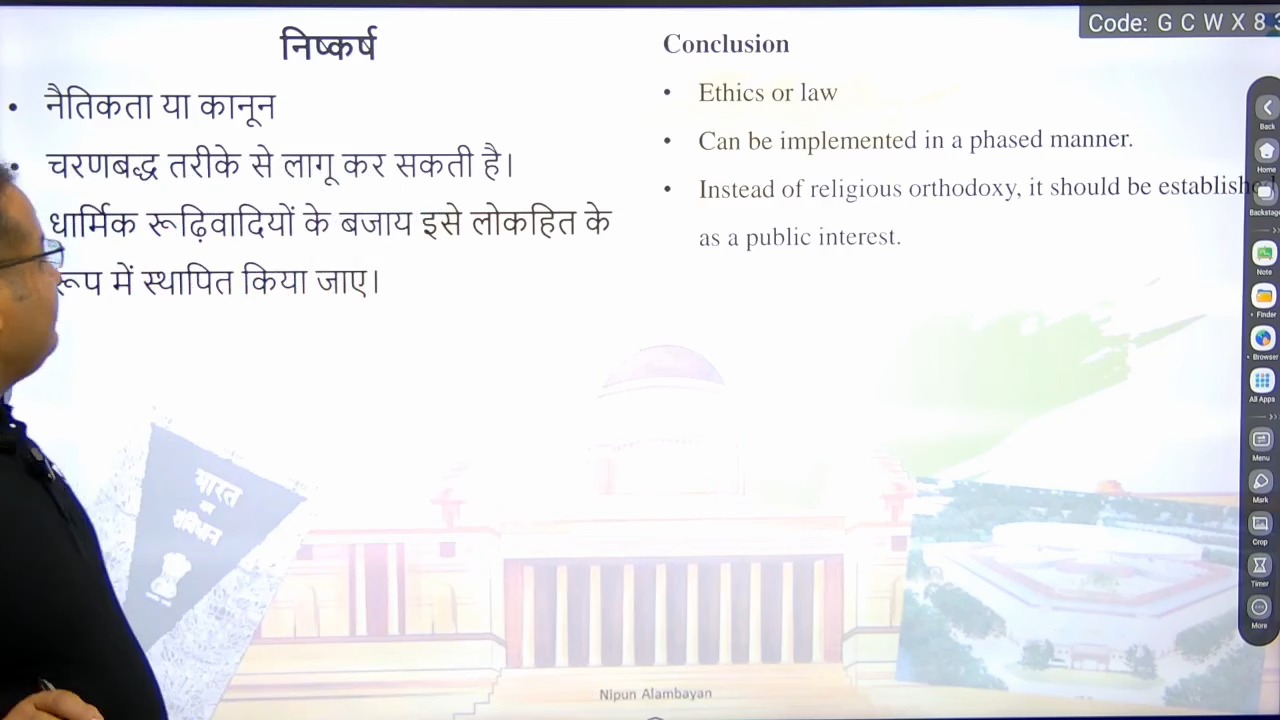 निष्कर्ष
• नैतिकता या कानून
• चरणबद्ध तरीके से लागू कर सकती है।
धार्मिक रूढ़िवादियों के बजाय इसे लोकहित के
रूप में स्थापित किया जाए।
Conclusion
• Ethics or law
• Can be implemented in a phased manner.
• Instead of religious orthodoxy, it should be
as a public interest.
Code: G C W X 8
Back
Home
Backstage
Note
Finder
Browser
All Apps
Menu
Mark
Crop
Timer
More
भारत
का
संविधान
Nipun Alambayan